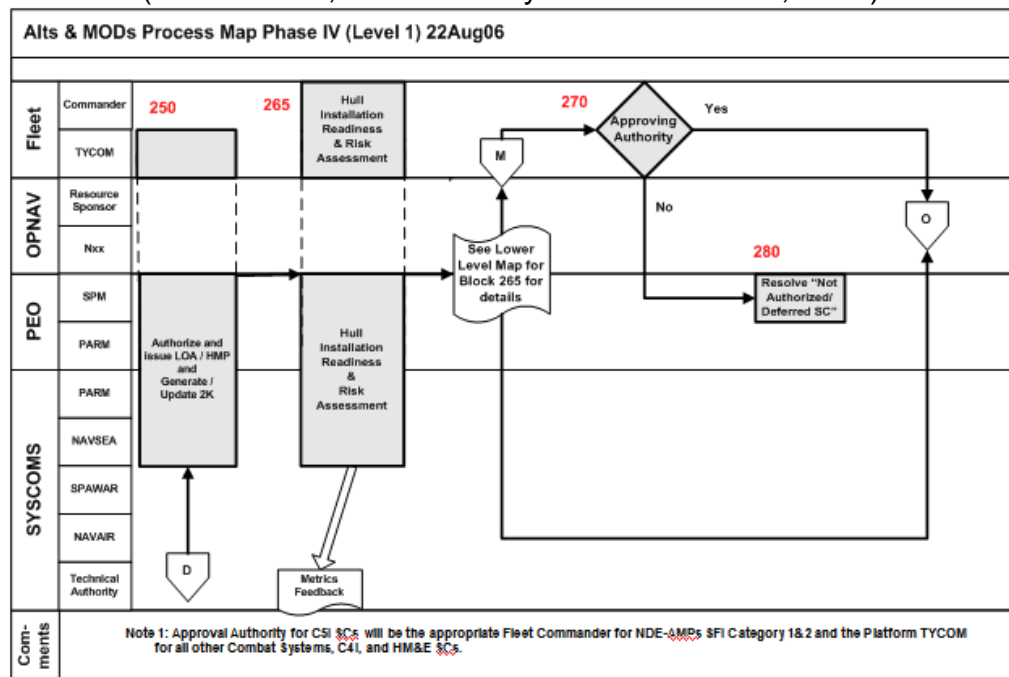 Alts & MODs Process Map Phase IV (Level 1) 22Aug06
Fleet
Commander
TYCOM
OPNAV
Resource
Sponsor
Nxx
PEO
SPM
PARM
SYSCOMS
PARM
NAVSEA
SPAWAR
NAVAIR
Technical
Authority
250
Authorize and
issue LOA / HMP
and
Generate /
Update 2K
D
265
Hull
Installation
Readiness
& Risk
Assessment
Hull
Installation
Readiness
&
Risk
Assessment
Metrics
Feedback
See Lower
Level Map for
Block 265 for
details
M
270
Approving
Authority
Yes
No
O
280
Resolve "Not
Authorized/
Deferred SC"
Com-
ments
Note 1: Approval Authority for C5I SCs will be the appropriate Fleet Commander for NDE-AMPs SFI Category 1&2 and the Platform TYCOM
for all other Combat Systems, C4I, and HM&E SCs.